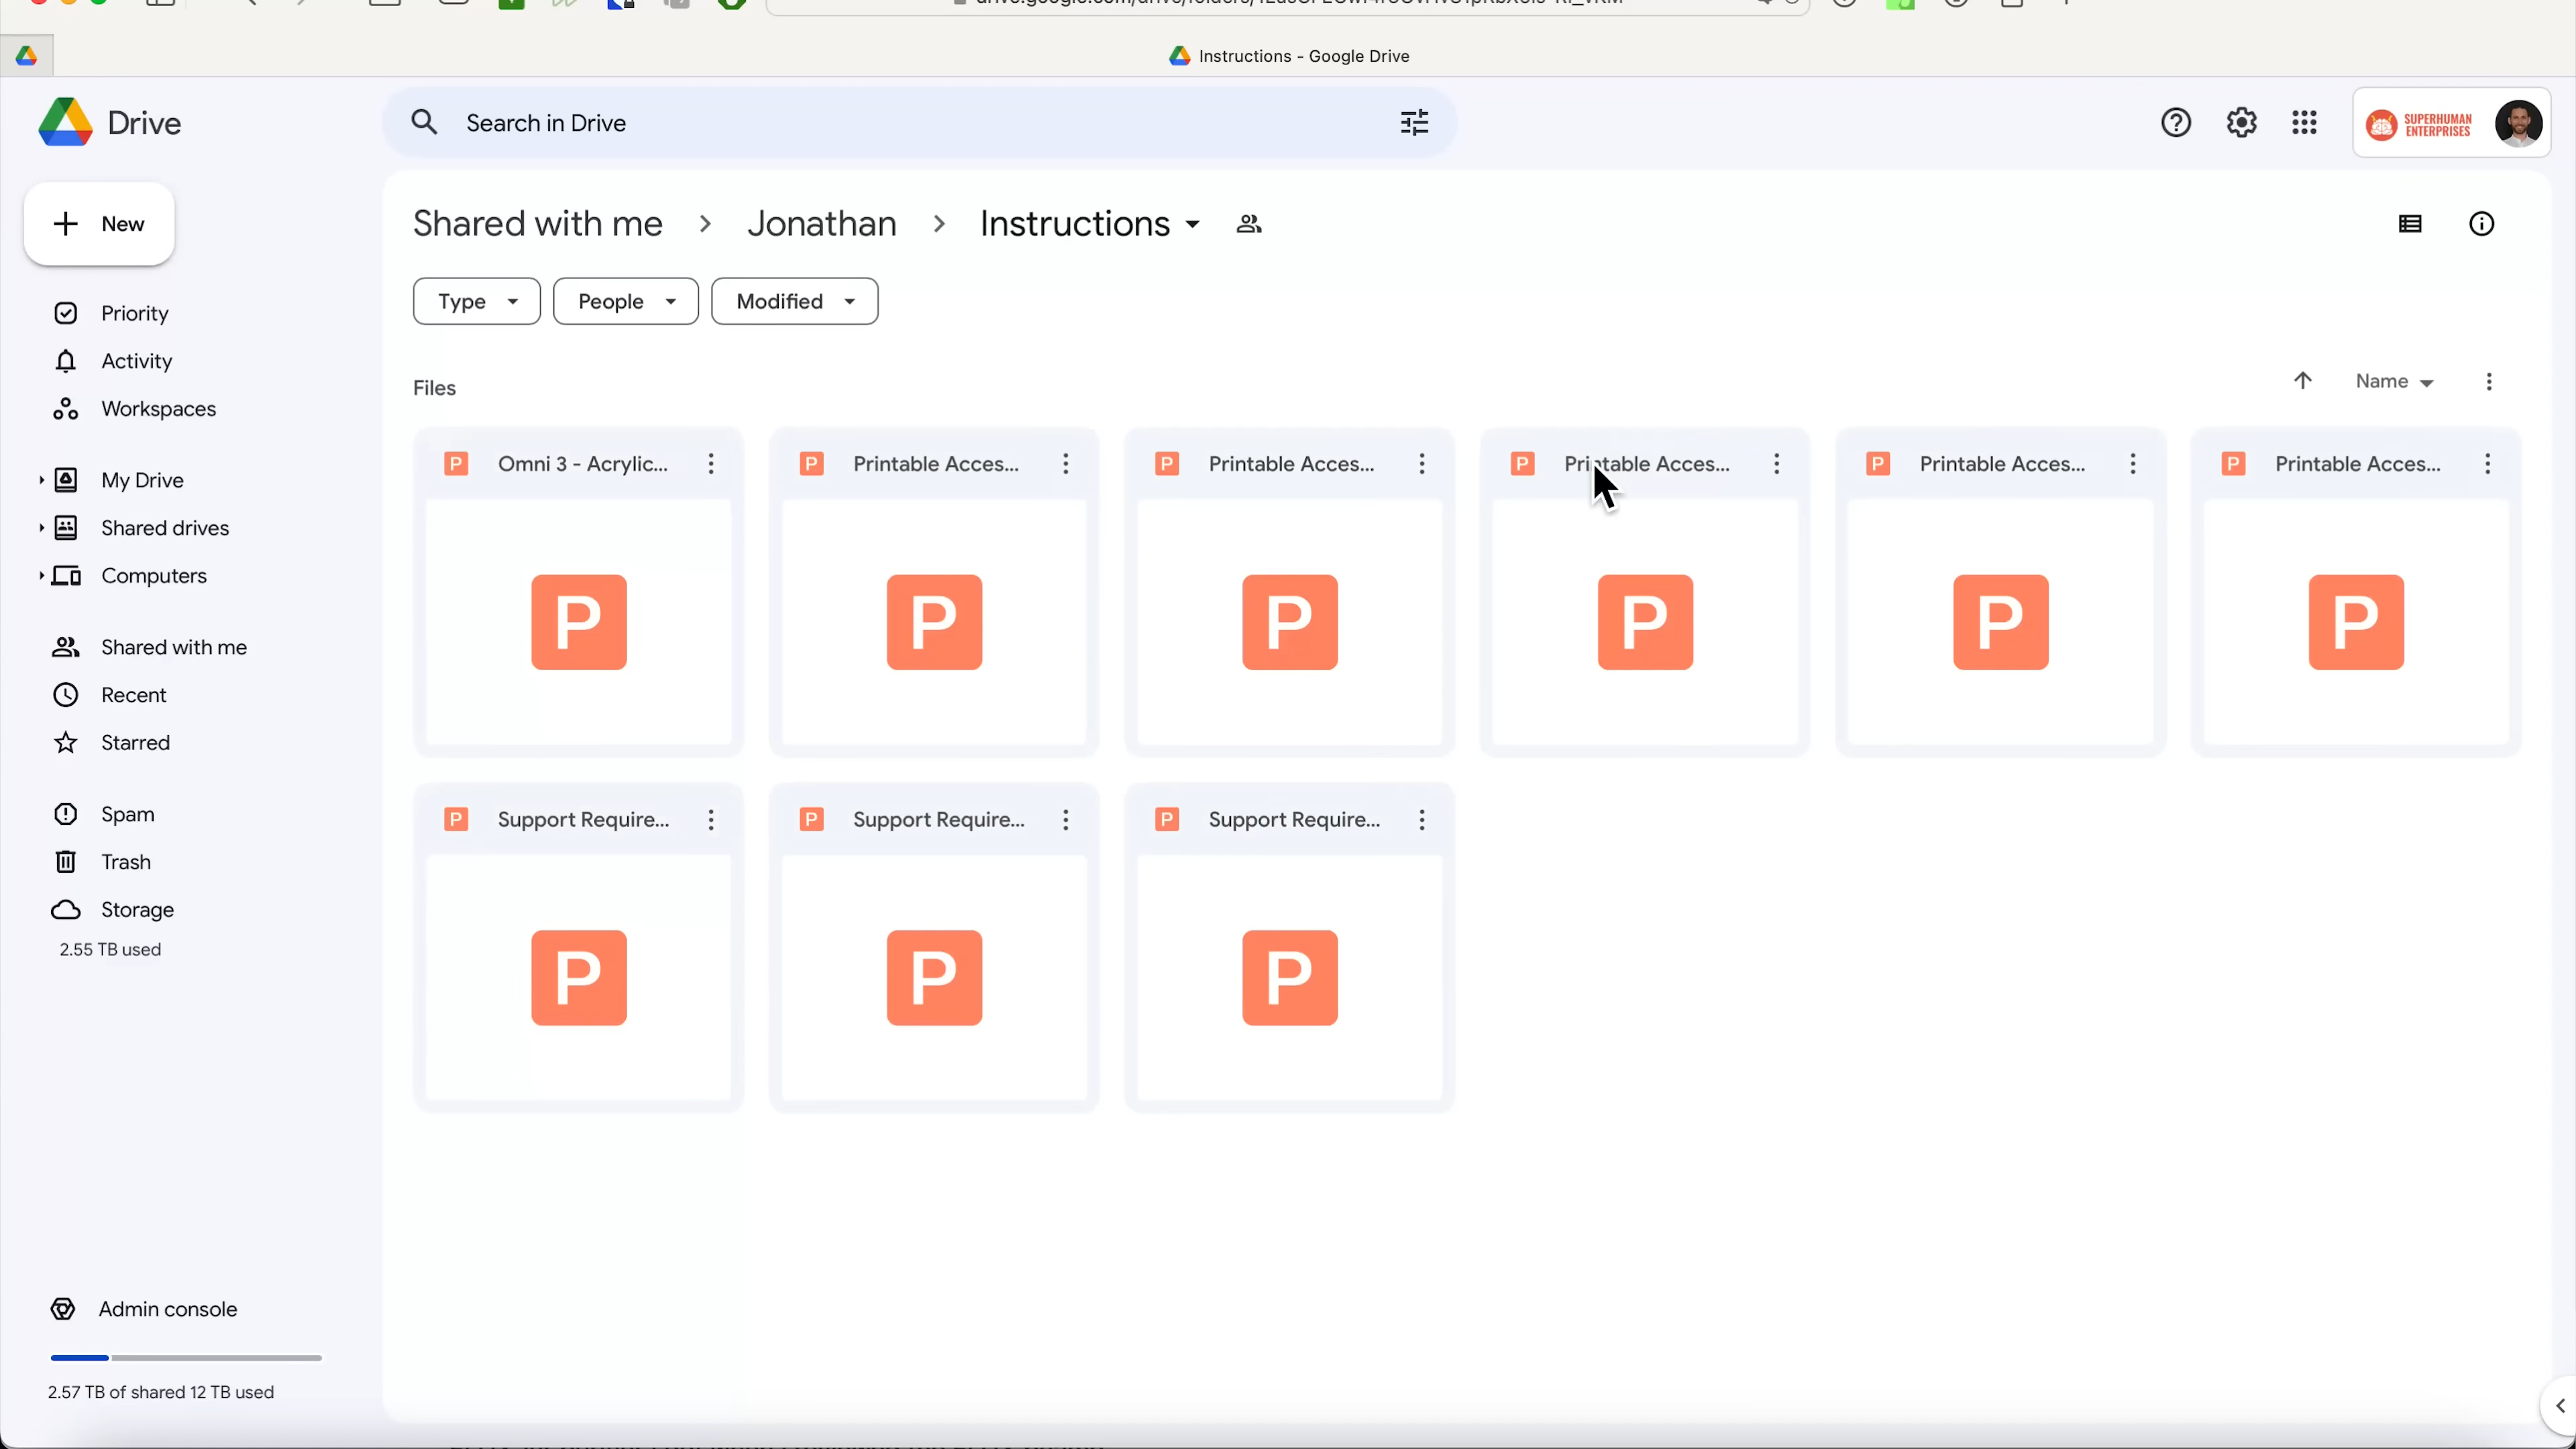 Instructions - Google Drive
Drive
Search in Drive
SUPERHUMAN
ENTERPRISES
New
Shared with me
Jonathan
Instructions
Type
People
Modified
Priority
Activity
Workspaces
My Drive
Shared drives
Computers
Shared with me
Recent
Starred
Spam
Trash
Storage
2.55 TB used
Admin console
2.57 TB of shared 12 TB used
Files
Name
P Omni 3 - Acrylic...
P Printable Acces...
P Printable Acces...
P Printable Acces...
P Printable Acces...
P Printable Acces...
P
P
P
P
P
P
P Support Require...
P Support Require...
P Support Require...
P
P
P